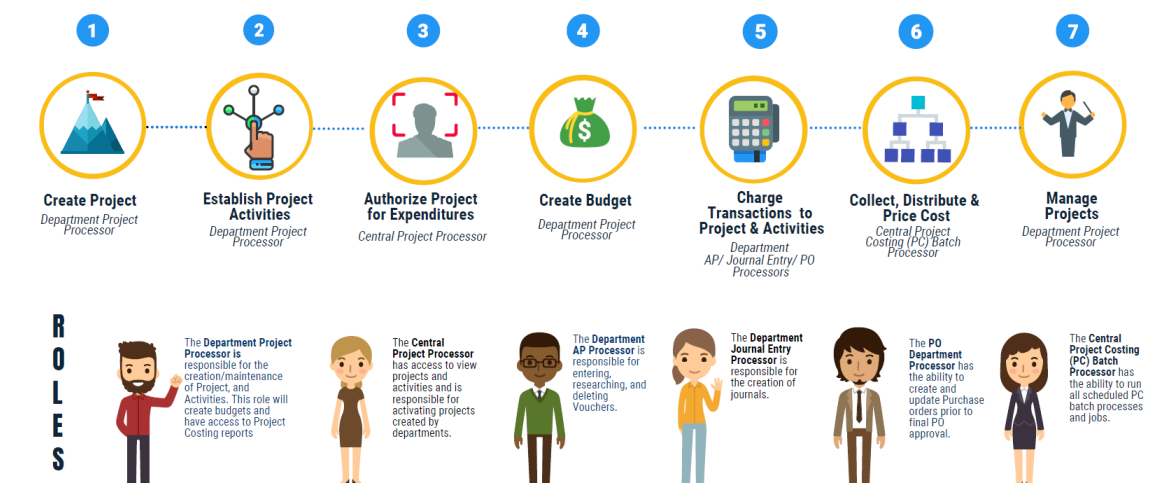 1
2
3
4
5
6
7
$
Create Project
Department Project
Processor
Establish Project
Activities
Department Project
Processor
Authorize Project
for Expenditures
Central Project Processor
Create Budget
Department Project
Processor
Charge
Transactions to
Project & Activities
Department
AP/ Journal Entry/ PO
Processors
Collect, Distribute &
Price Cost
Central Project
Costing (PC) Batch
Processor
Manage
Projects
Department Project
Processor
ROLES
The Department Project
Processor is
responsible for the
creation/maintenance
of Project, and
Activities. This role will
create budgets and
have access to Project
Costing reports
The Central
Project Processor
has access to view
projects and
activities and is
responsible for
activating projects
created by
departments.
The Department
AP Processor is
responsible for
entering,
researching, and
deleting
Vouchers.
The Department
Journal Entry
Processor is
responsible for
the creation of
journals.
The PO
Department
Processor has
the ability to
create and
update Purchase
orders prior to
final PO
approval.
The Central
Project Costing
(PC) Batch
Processor has
the ability to run
all scheduled PC
batch processes
and jobs.